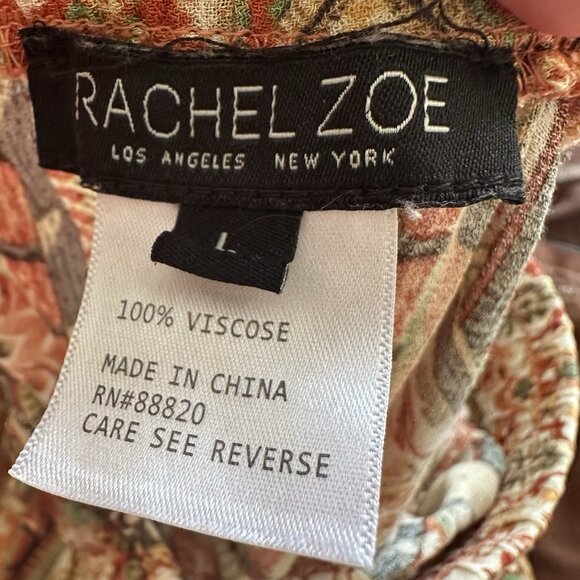 RACHEL ZOE
LOS ANGELES NEW YORK
L
100% VISCOSE
MADE IN CHINA
RN#88820
CARE SEE REVERSE